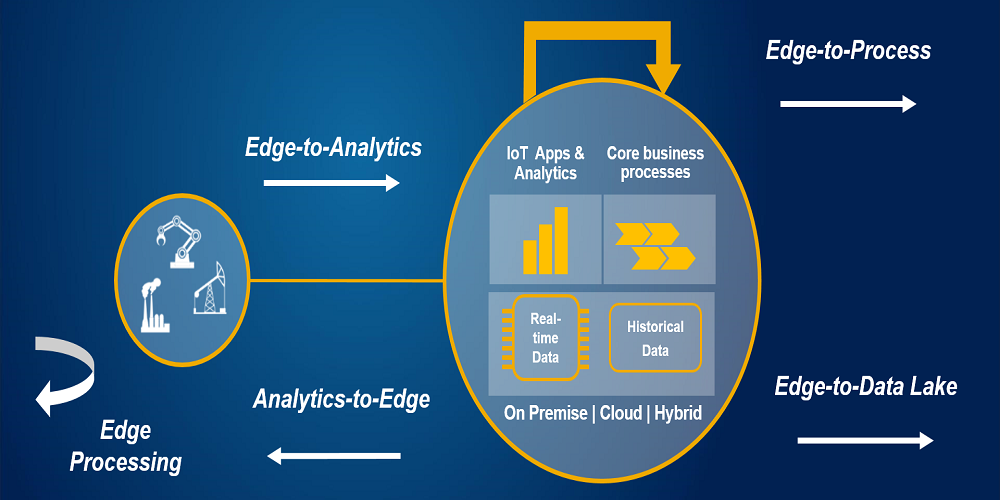 Edge-to-Process
Edge-to-Analytics
IoT Apps &
Analytics
Core business
processes
Real-
time
Data
Historical
Data
On Premise | Cloud | Hybrid
Analytics-to-Edge
Edge
Processing
Edge-to-Data Lake